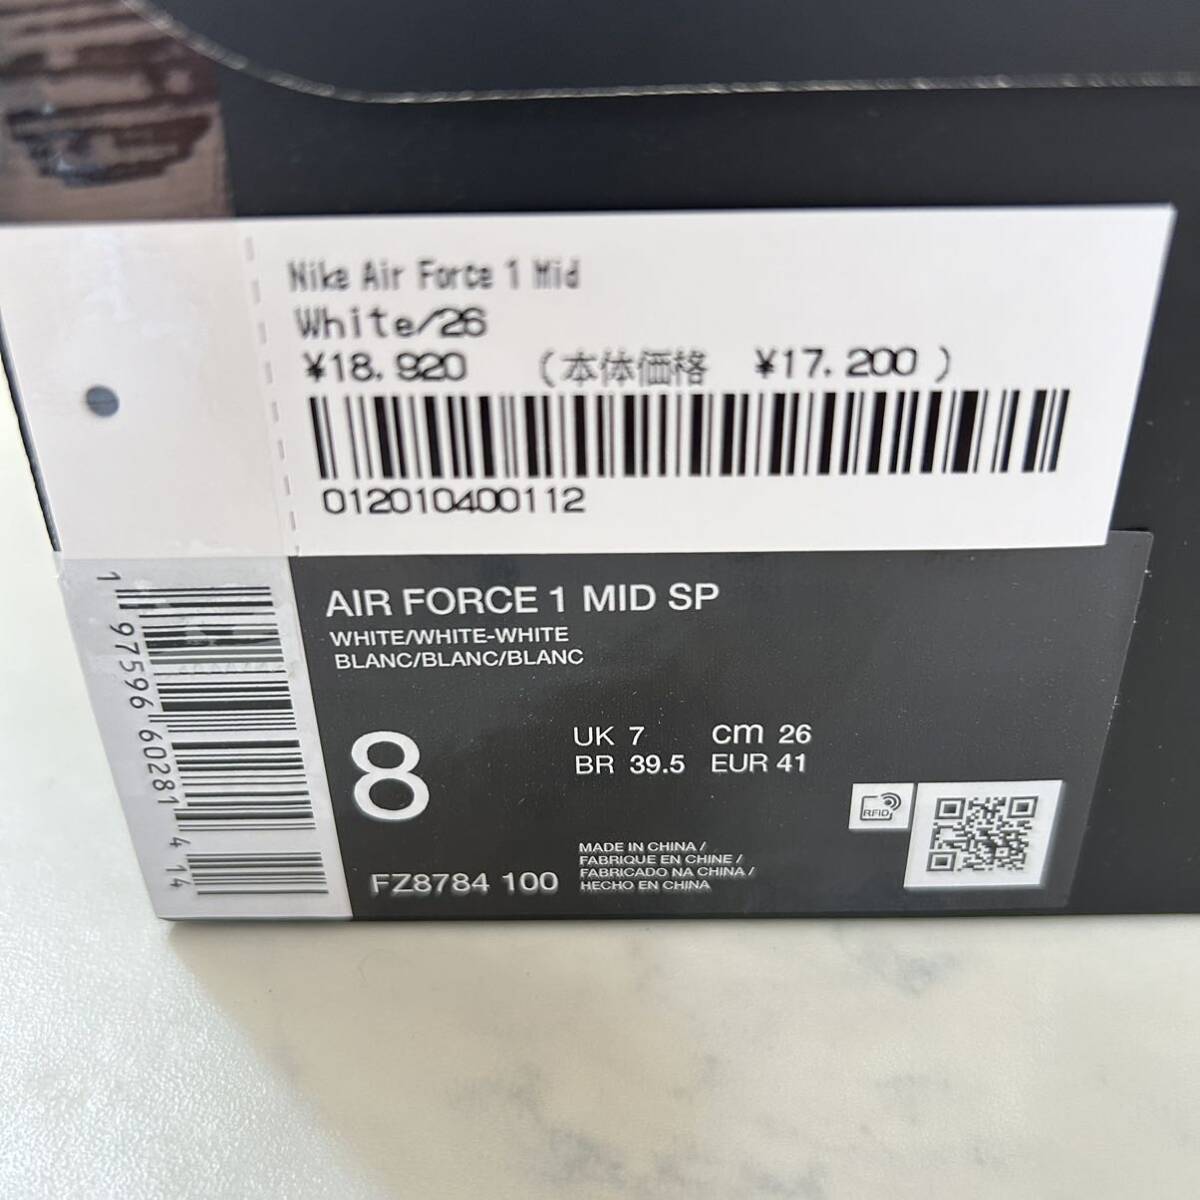 Nike Air Force 1 Mid
White/26
¥18,920 (本体価格 ¥17,200 )
012010400112
1 97596 60281 4 14
AIR FORCE 1 MID SP
WHITE/WHITE-WHITE
BLANC/BLANC/BLANC
8
UK 7 cm 26
BR 39.5 EUR 41
RFID
FZ8784 100
MADE IN CHINA /
FABRIQUE EN CHINE /
FABRICADO NA CHINA /
HECHO EN CHINA